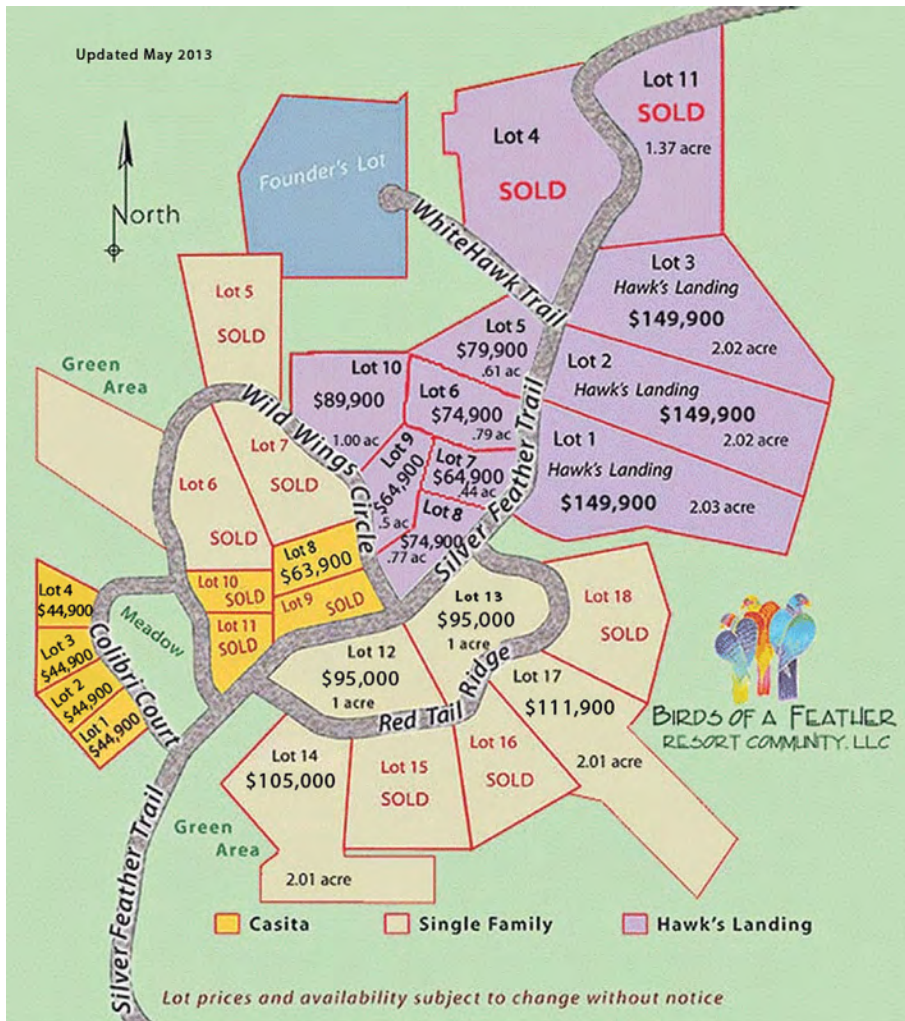 Updated May 2013
North
Founder's Lot
WhiteHawk Trail
Lot 4
SOLD
Lot 11
SOLD
1.37 acre
Lot 3
Hawk's Landing
$149,900
2.02 acre
Lot 2
Hawk's Landing
$149,900
2.02 acre
Lot 1
Hawk's Landing
$149,900
2.03 acre
Lot 5
$79,900
.61 ac
Lot 6
$74,900
.79 ac
Lot 7
$64,900
.44 ac
Lot 8
$74,900
.77 ac
Lot 9
$64,900
.5 ac
Lot 10
$89,900
1.00 ac
Silver Feather Trail
Lot 5
SOLD
Green
Area
Wild Wings Circle
Lot 7
SOLD
Lot 6
SOLD
Lot 8
$63,900
Lot 9
SOLD
Lot 10
SOLD
Lot 11
SOLD
Meadow
Lot 4
$44,900
Lot 3
$44,900
Lot 2
$44,900
Lot 1
$44,900
Colibri Court
Lot 13
$95,000
1 acre
Lot 12
$95,000
1 acre
Red Tail Ridge
Lot 18
SOLD
Lot 17
$111,900
2.01 acre
Lot 16
SOLD
Lot 15
SOLD
Lot 14
$105,000
2.01 acre
Green
Area
Silver Feather Trail
BIRDS OF A FEATHER
RESORT COMMUNITY, LLC
Casita
Single Family
Hawk's Landing
Lot prices and availability subject to change without notice